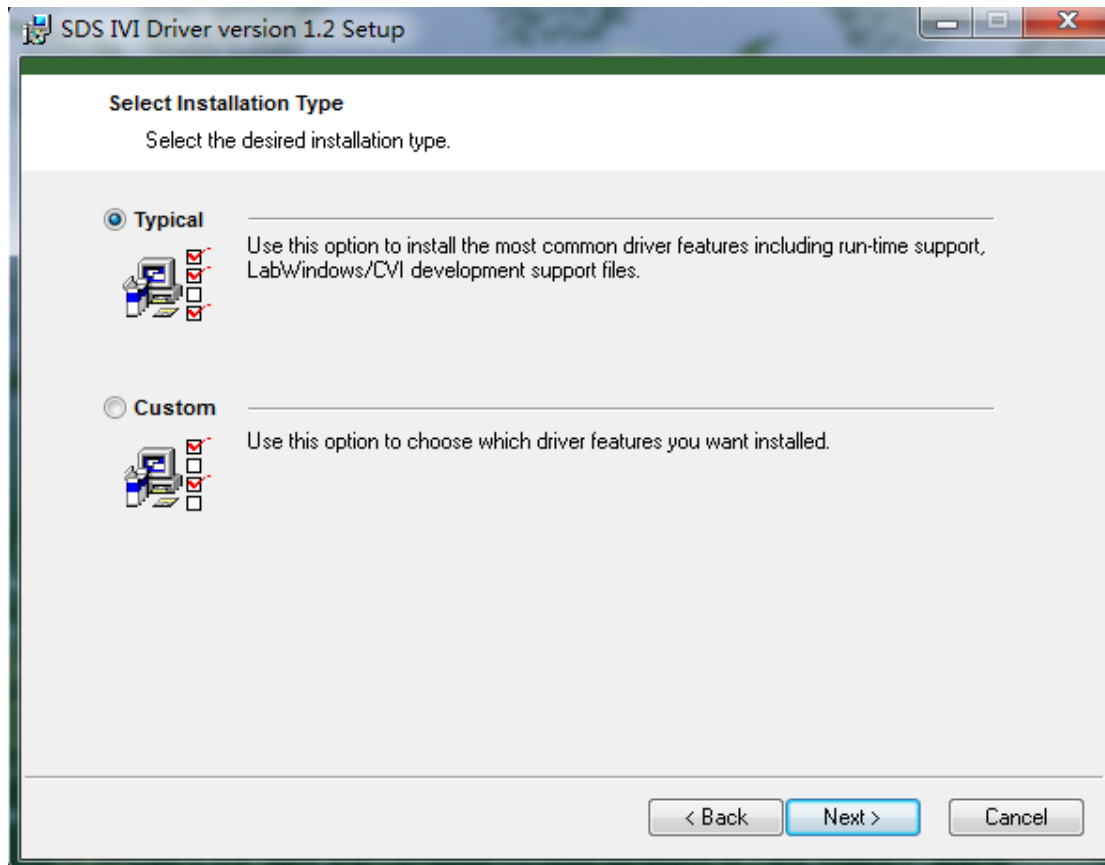 SDS IVI Driver version 1.2 Setup
Select Installation Type
Select the desired installation type.
Typical
Use this option to install the most common driver features including run-time support,
LabWindows/CVI development support files.
Custom
Use this option to choose which driver features you want installed.
< Back
Next >
Cancel